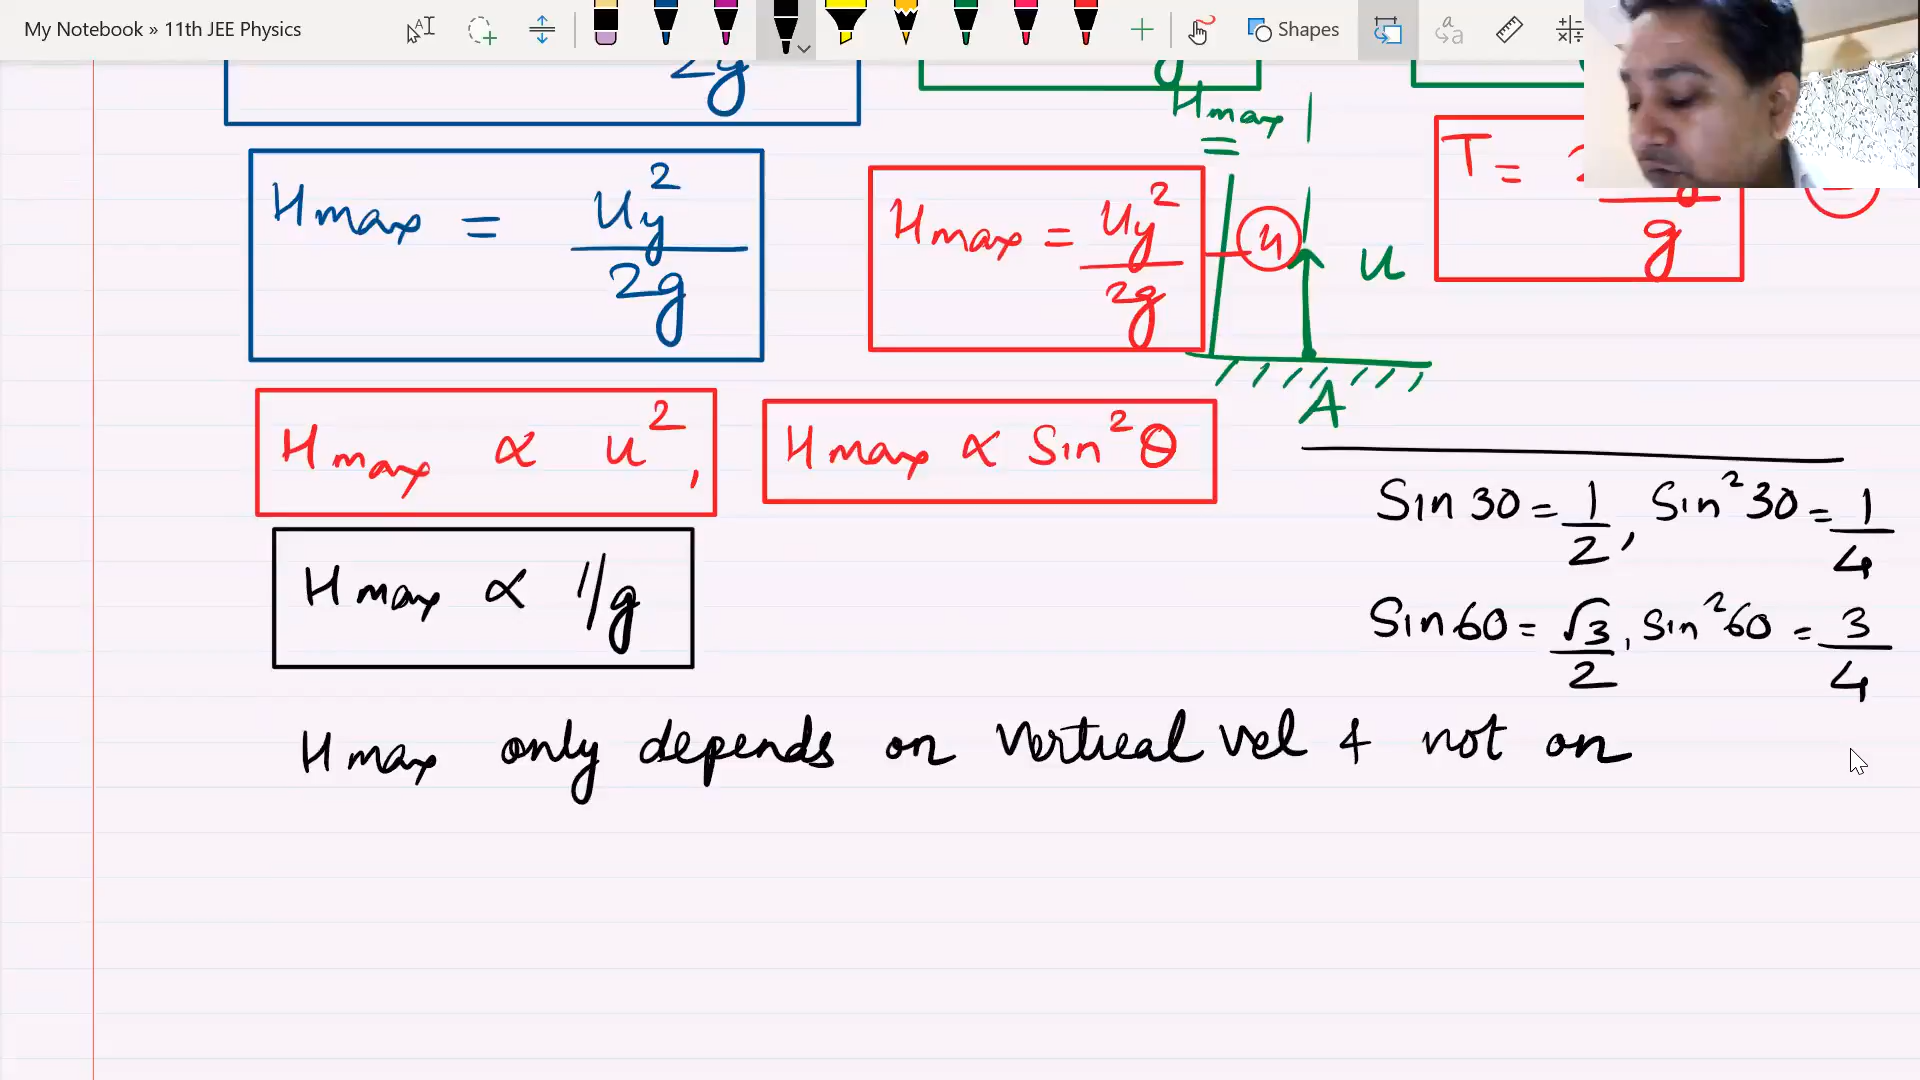 My Notebook » 11th JEE Physics
Shapes
2g
g
Hmax =
Hmax = uy²/2g
Hmax = uy²/2g
4
u
A
T =
g
Hmax ∝ u²,
Hmax ∝ Sin²θ
Sin 30 = 1/2, Sin²30 = 1/4
Hmax ∝ 1/g
Sin 60 = √3/2, Sin²60 = 3/4
Hmax only depends on vertical vel & not on